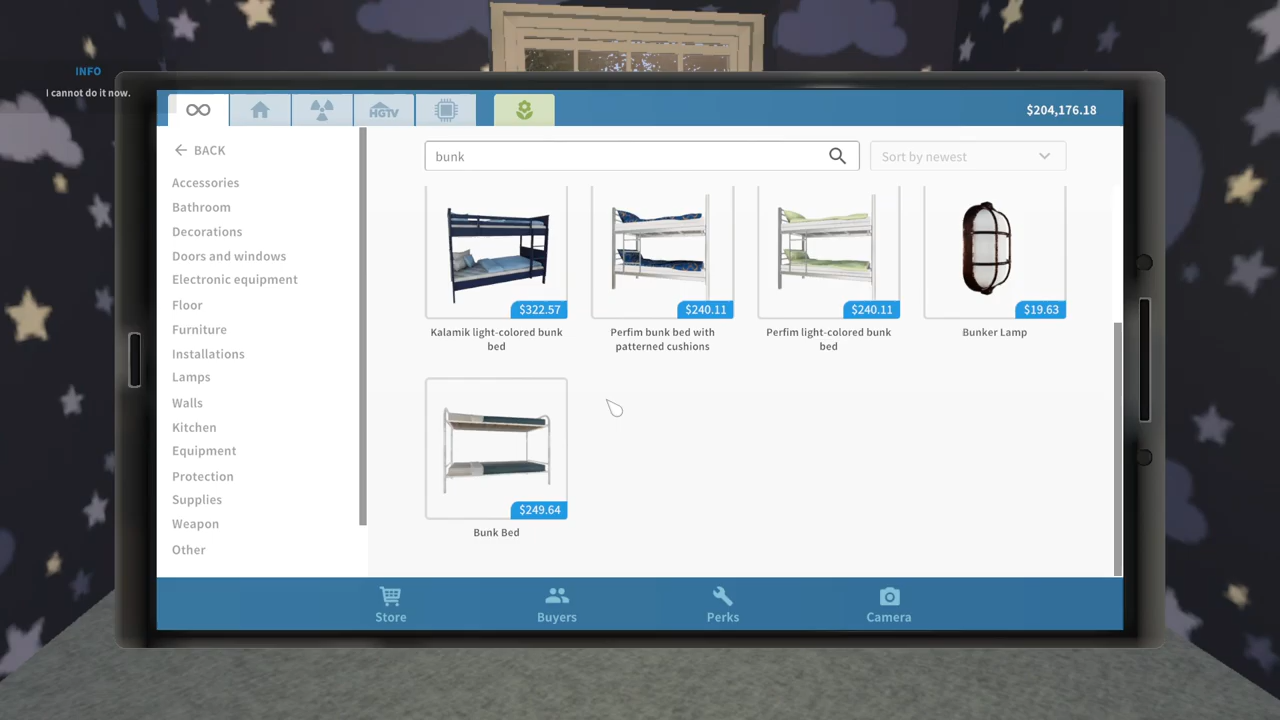 INFO
I cannot do it now.
HGTV
$204,176.18
BACK
Accessories
Bathroom
Decorations
Doors and windows
Electronic equipment
Floor
Furniture
Installations
Lamps
Walls
Kitchen
Equipment
Protection
Supplies
Weapon
Other
bunk
Sort by newest
$322.57
Kalamik light-colored bunk
bed
$240.11
Perfim bunk bed with
patterned cushions
$240.11
Perfim light-colored bunk
bed
$19.63
Bunker Lamp
$249.64
Bunk Bed
Store
Buyers
Perks
Camera